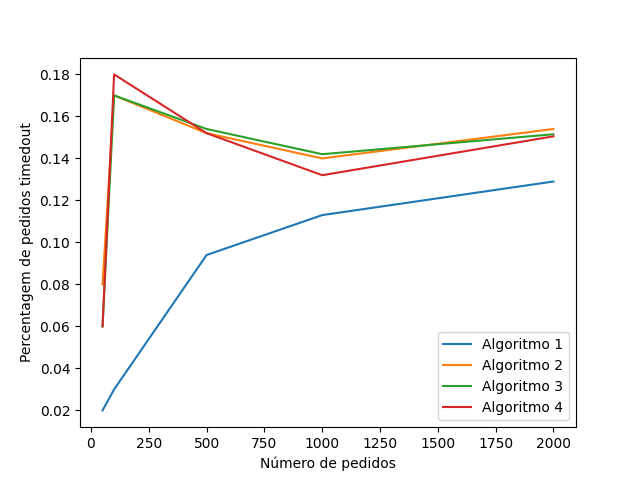 0.18
0.16
0.14
0.12
0.10
0.08
0.06
0.04
0.02
Percentagem de pedidos timedout
Algoritmo 1
Algoritmo 2
Algoritmo 3
Algoritmo 4
0 250 500 750 1000 1250 1500 1750 2000
Número de pedidos